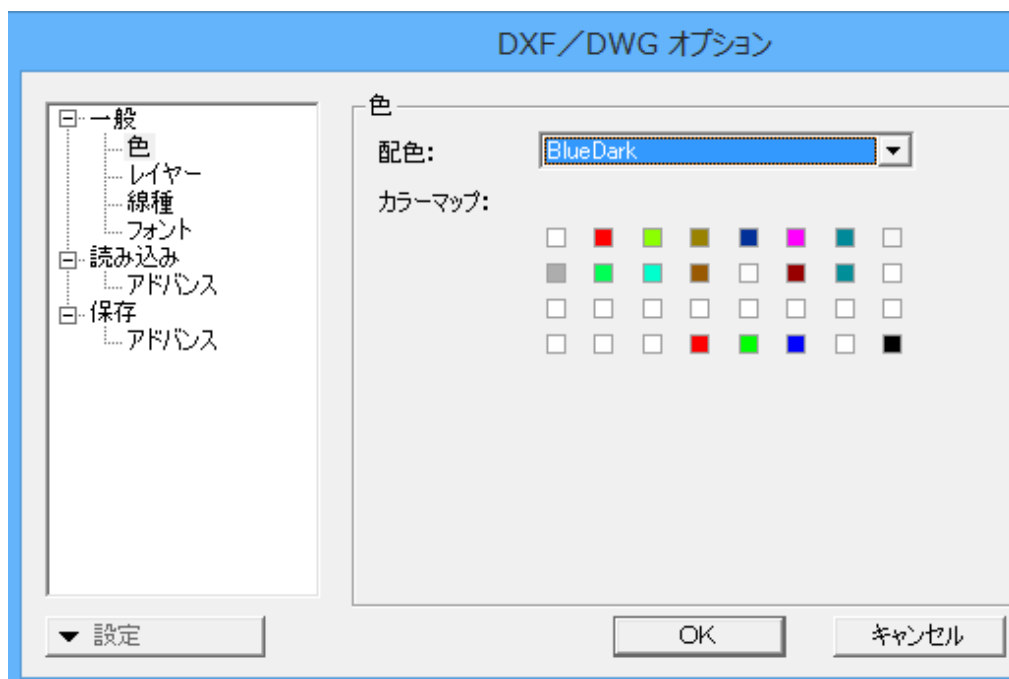 DXF/DWG オプション
一般
色
レイヤー
線種
フォント
読み込み
アドバンス
保存
アドバンス
▼ 設定
色
配色: BlueDark
カラーマップ:
OK
キャンセル